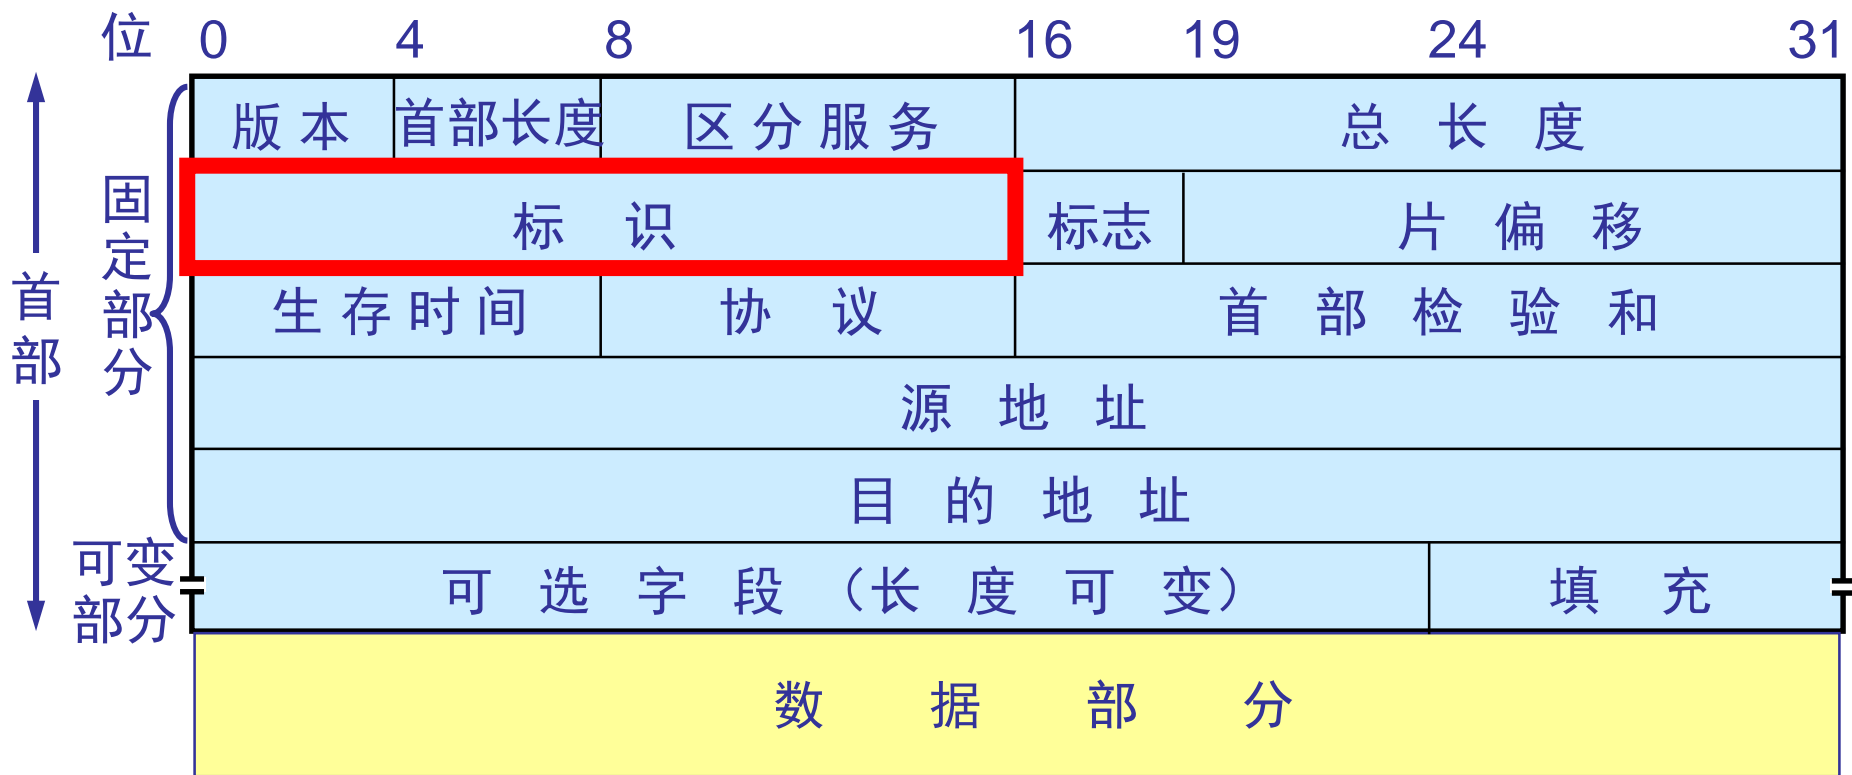 位 0 4 8 16 19 24 31
版本 首部长度 区分服务 总长度
标识 标志 片偏移
生存时间 协议 首部检验和
源地址
目的地址
可选字段（长度可变） 填充
数据部分
首部
固定部分
可变
部分